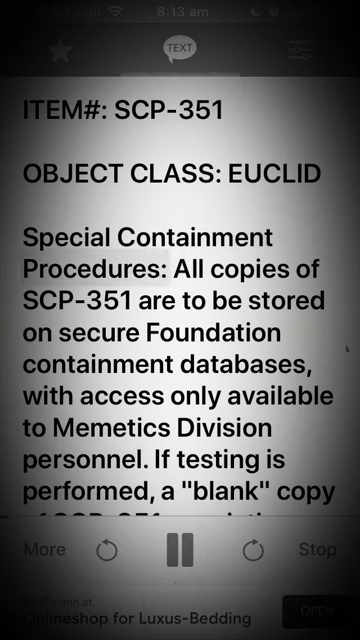 WiFiCall
8:13 am
TEXT
ITEM#: SCP-351
OBJECT CLASS: EUCLID
Special Containment
Procedures: All copies of
SCP-351 are to be stored
on secure Foundation
containment databases,
with access only available
to Memetics Division
personnel. If testing is
performed, a "blank" copy
More
Stop
Onlineshop for Luxus-Bedding
OPEN